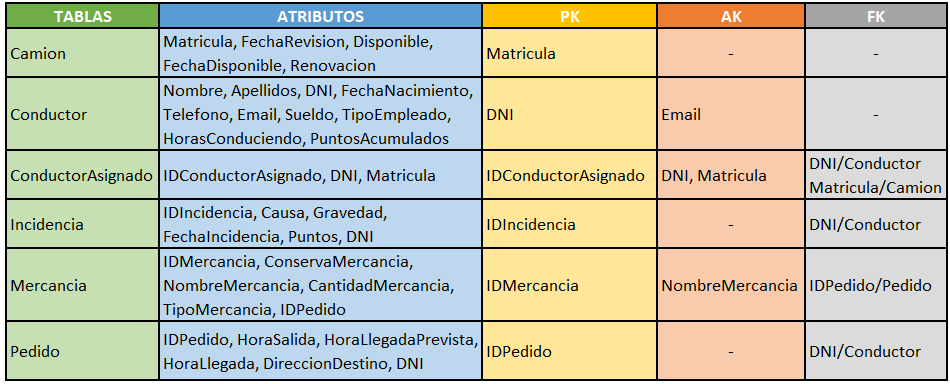 TABLAS ATRIBUTOS PK AK FK
Camion Matricula, FechaRevision, Disponible, FechaDisponible, Renovacion Matricula - -
Conductor Nombre, Apellidos, DNI, FechaNacimiento, Telefono, Email, Sueldo, TipoEmpleado, HorasConduciendo, PuntosAcumulados DNI Email -
ConductorAsignado IDConductorAsignado, DNI, Matricula IDConductorAsignado DNI, Matricula DNI/Conductor Matricula/Camion
Incidencia IDIncidencia, Causa, Gravedad, FechaIncidencia, Puntos, DNI IDIncidencia - DNI/Conductor
Mercancia IDMercancia, ConservaMercancia, NombreMercancia, CantidadMercancia, TipoMercancia, IDPedido IDMercancia NombreMercancia IDPedido/Pedido
Pedido IDPedido, HoraSalida, HoraLlegadaPrevista, HoraLlegada, DireccionDestino, DNI IDPedido - DNI/Conductor